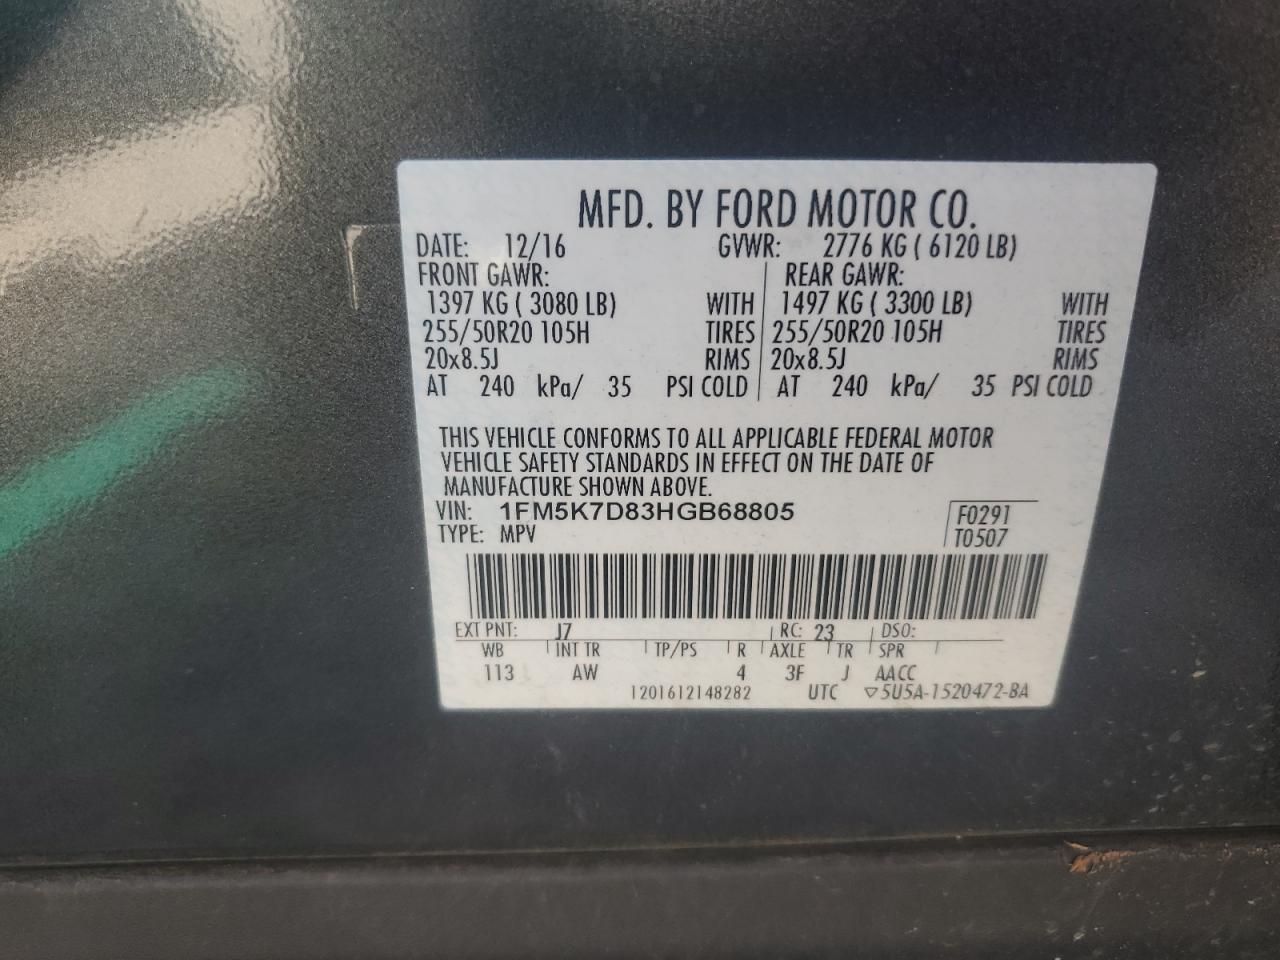 MFD. BY FORD MOTOR CO.
DATE: 12/16 GVWR: 2776 KG ( 6120 LB)
FRONT GAWR: REAR GAWR:
1397 KG ( 3080 LB) WITH 1497 KG ( 3300 LB) WITH
255/50R20 105H TIRES 255/50R20 105H TIRES
20x8.5J RIMS 20x8.5J RIMS
AT 240 kPa/ 35 PSI COLD AT 240 kPa/ 35 PSI COLD
THIS VEHICLE CONFORMS TO ALL APPLICABLE FEDERAL MOTOR
VEHICLE SAFETY STANDARDS IN EFFECT ON THE DATE OF
MANUFACTURE SHOWN ABOVE.
VIN: 1FM5K7D83HGB68805 F0291
TYPE: MPV T0507
EXT PNT: J7 RC: 23 DSO:
WB INT TR TP/PS R AXLE TR SPR
113 AW 4 3F J AACC
1201612148282 UTC ▽5U5A-1520472-BA